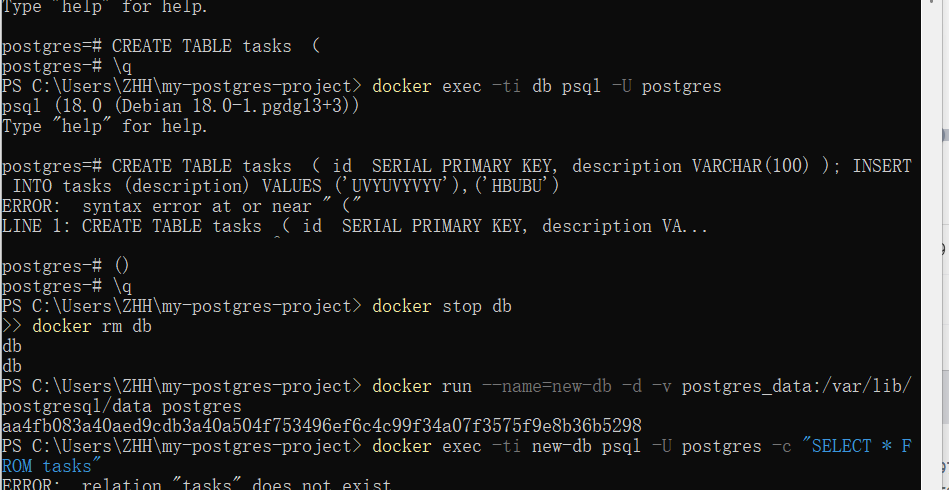 Type "help" for help.
postgres=# CREATE TABLE tasks （
postgres-# \q
PS C:\Users\ZHH\my-postgres-project> docker exec -ti db psql -U postgres
psql (18.0 (Debian 18.0-1.pgdg13+3))
Type "help" for help.
postgres=# CREATE TABLE tasks （ id  SERIAL PRIMARY KEY, description VARCHAR(100) ); INSERT
 INTO tasks (description) VALUES ('UVYUVYVYV'),('HBUBU')
ERROR:  syntax error at or near "（"
LINE 1: CREATE TABLE tasks （ id  SERIAL PRIMARY KEY, description VA...
^
postgres-# ()
postgres-# \q
PS C:\Users\ZHH\my-postgres-project> docker stop db
>> docker rm db
db
db
PS C:\Users\ZHH\my-postgres-project> docker run --name=new-db -d -v postgres_data:/var/lib/
postgresql/data postgres
aa4fb083a40aed9cdb3a40a504f753496ef6c4c99f34a07f3575f9e8b36b5298
PS C:\Users\ZHH\my-postgres-project> docker exec -ti new-db psql -U postgres -c "SELECT * F
ROM tasks"
ERROR:  relation "tasks" does not exist